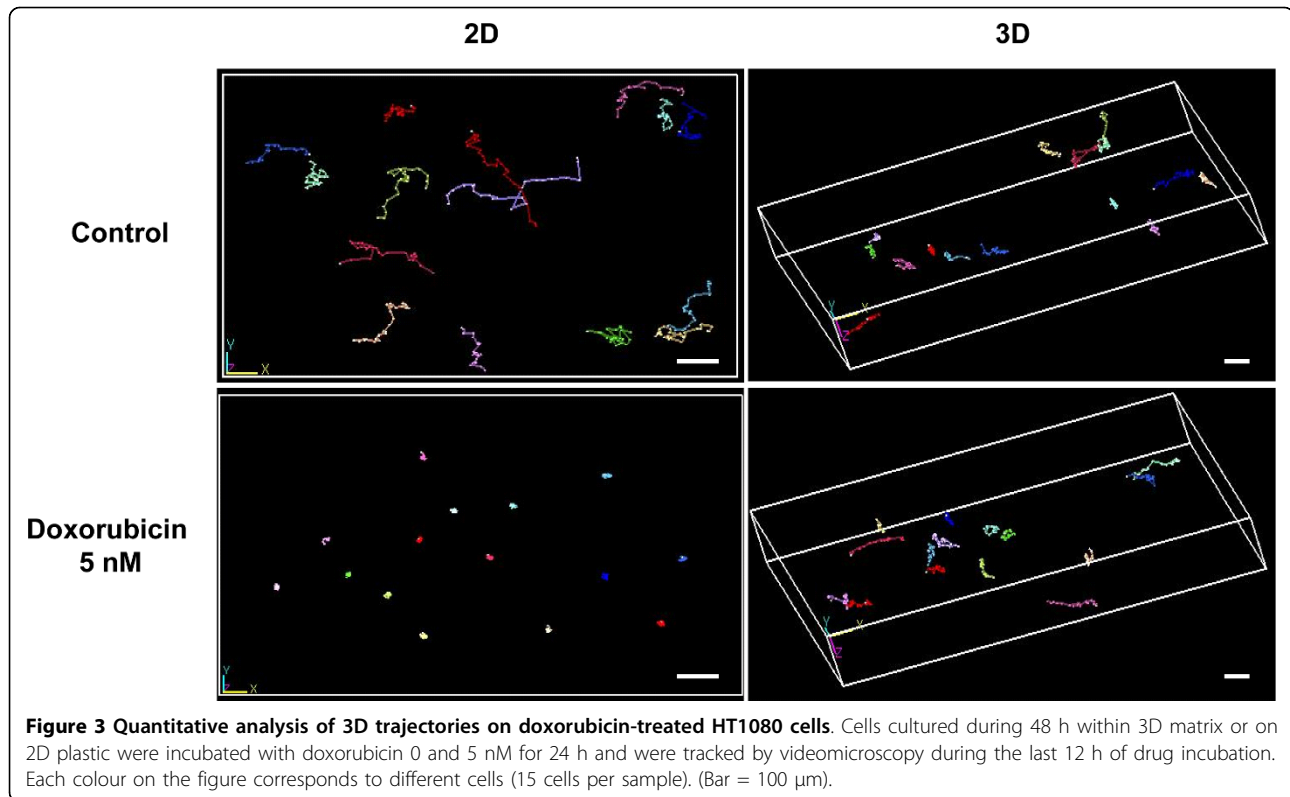 2D
3D
Control
Y
Z
X
Y
Z
X
Doxorubicin
5 nM
Y
Z
X
Y
Z
X
Figure 3 Quantitative analysis of 3D trajectories on doxorubicin-treated HT1080 cells. Cells cultured during 48 h within 3D matrix or on
2D plastic were incubated with doxorubicin 0 and 5 nM for 24 h and were tracked by videomicroscopy during the last 12 h of drug incubation.
Each colour on the figure corresponds to different cells (15 cells per sample). (Bar = 100 μm).